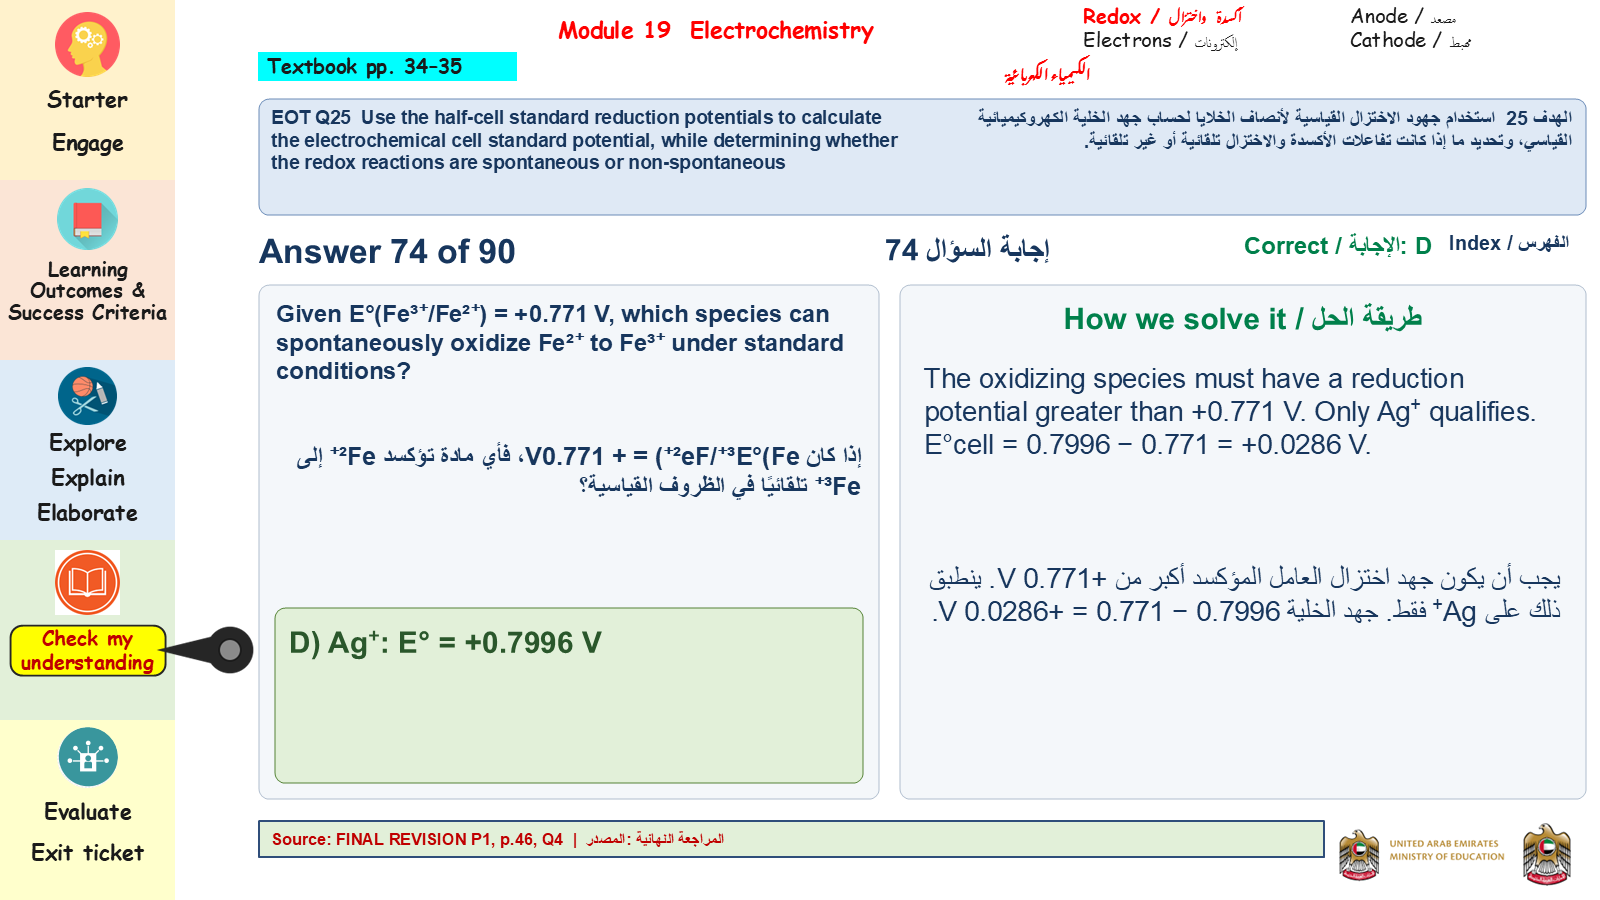 Starter
Engage
Learning
Outcomes &
Success Criteria
Explore
Explain
Elaborate
Check my
understanding
Evaluate
Exit ticket
Module 19  Electrochemistry
Redox / أكسدة واختزال
Electrons / إلكترونات
Anode / مصعد
Cathode / مهبط
Textbook pp. 34-35
الكيمياء الكهربائية
EOT Q25  Use the half-cell standard reduction potentials to calculate
the electrochemical cell standard potential, while determining whether
the redox reactions are spontaneous or non-spontaneous
الهدف 25  استخدام جهود الاختزال القياسية لأنصاف الخلايا لحساب جهد الخلية الكهروكيميائية
القياسي، وتحديد ما إذا كانت تفاعلات الأكسدة والاختزال تلقائية أو غير تلقائية.
Answer 74 of 90
إجابة السؤال 74
Correct / الإجابة: D
Index / الفهرس
Given E°(Fe³⁺/Fe²⁺) = +0.771 V, which species can
spontaneously oxidize Fe²⁺ to Fe³⁺ under standard
conditions?
إذا كان E°(Fe³⁺/Fe²⁺) = +0.771 V، فأي مادة تؤكسد Fe²⁺ إلى
Fe³⁺ تلقائيًا في الظروف القياسية؟
D) Ag⁺: E° = +0.7996 V
How we solve it / طريقة الحل
The oxidizing species must have a reduction
potential greater than +0.771 V. Only Ag⁺ qualifies.
E°cell = 0.7996 − 0.771 = +0.0286 V.
يجب أن يكون جهد اختزال العامل المؤكسد أكبر من +0.771 V. ينطبق
ذلك على Ag⁺ فقط. جهد الخلية 0.7996 − 0.771 = +0.0286 V.
Source: FINAL REVISION P1, p.46, Q4  |  المصدر: المراجعة النهائية
UNITED ARAB EMIRATES
MINISTRY OF EDUCATION